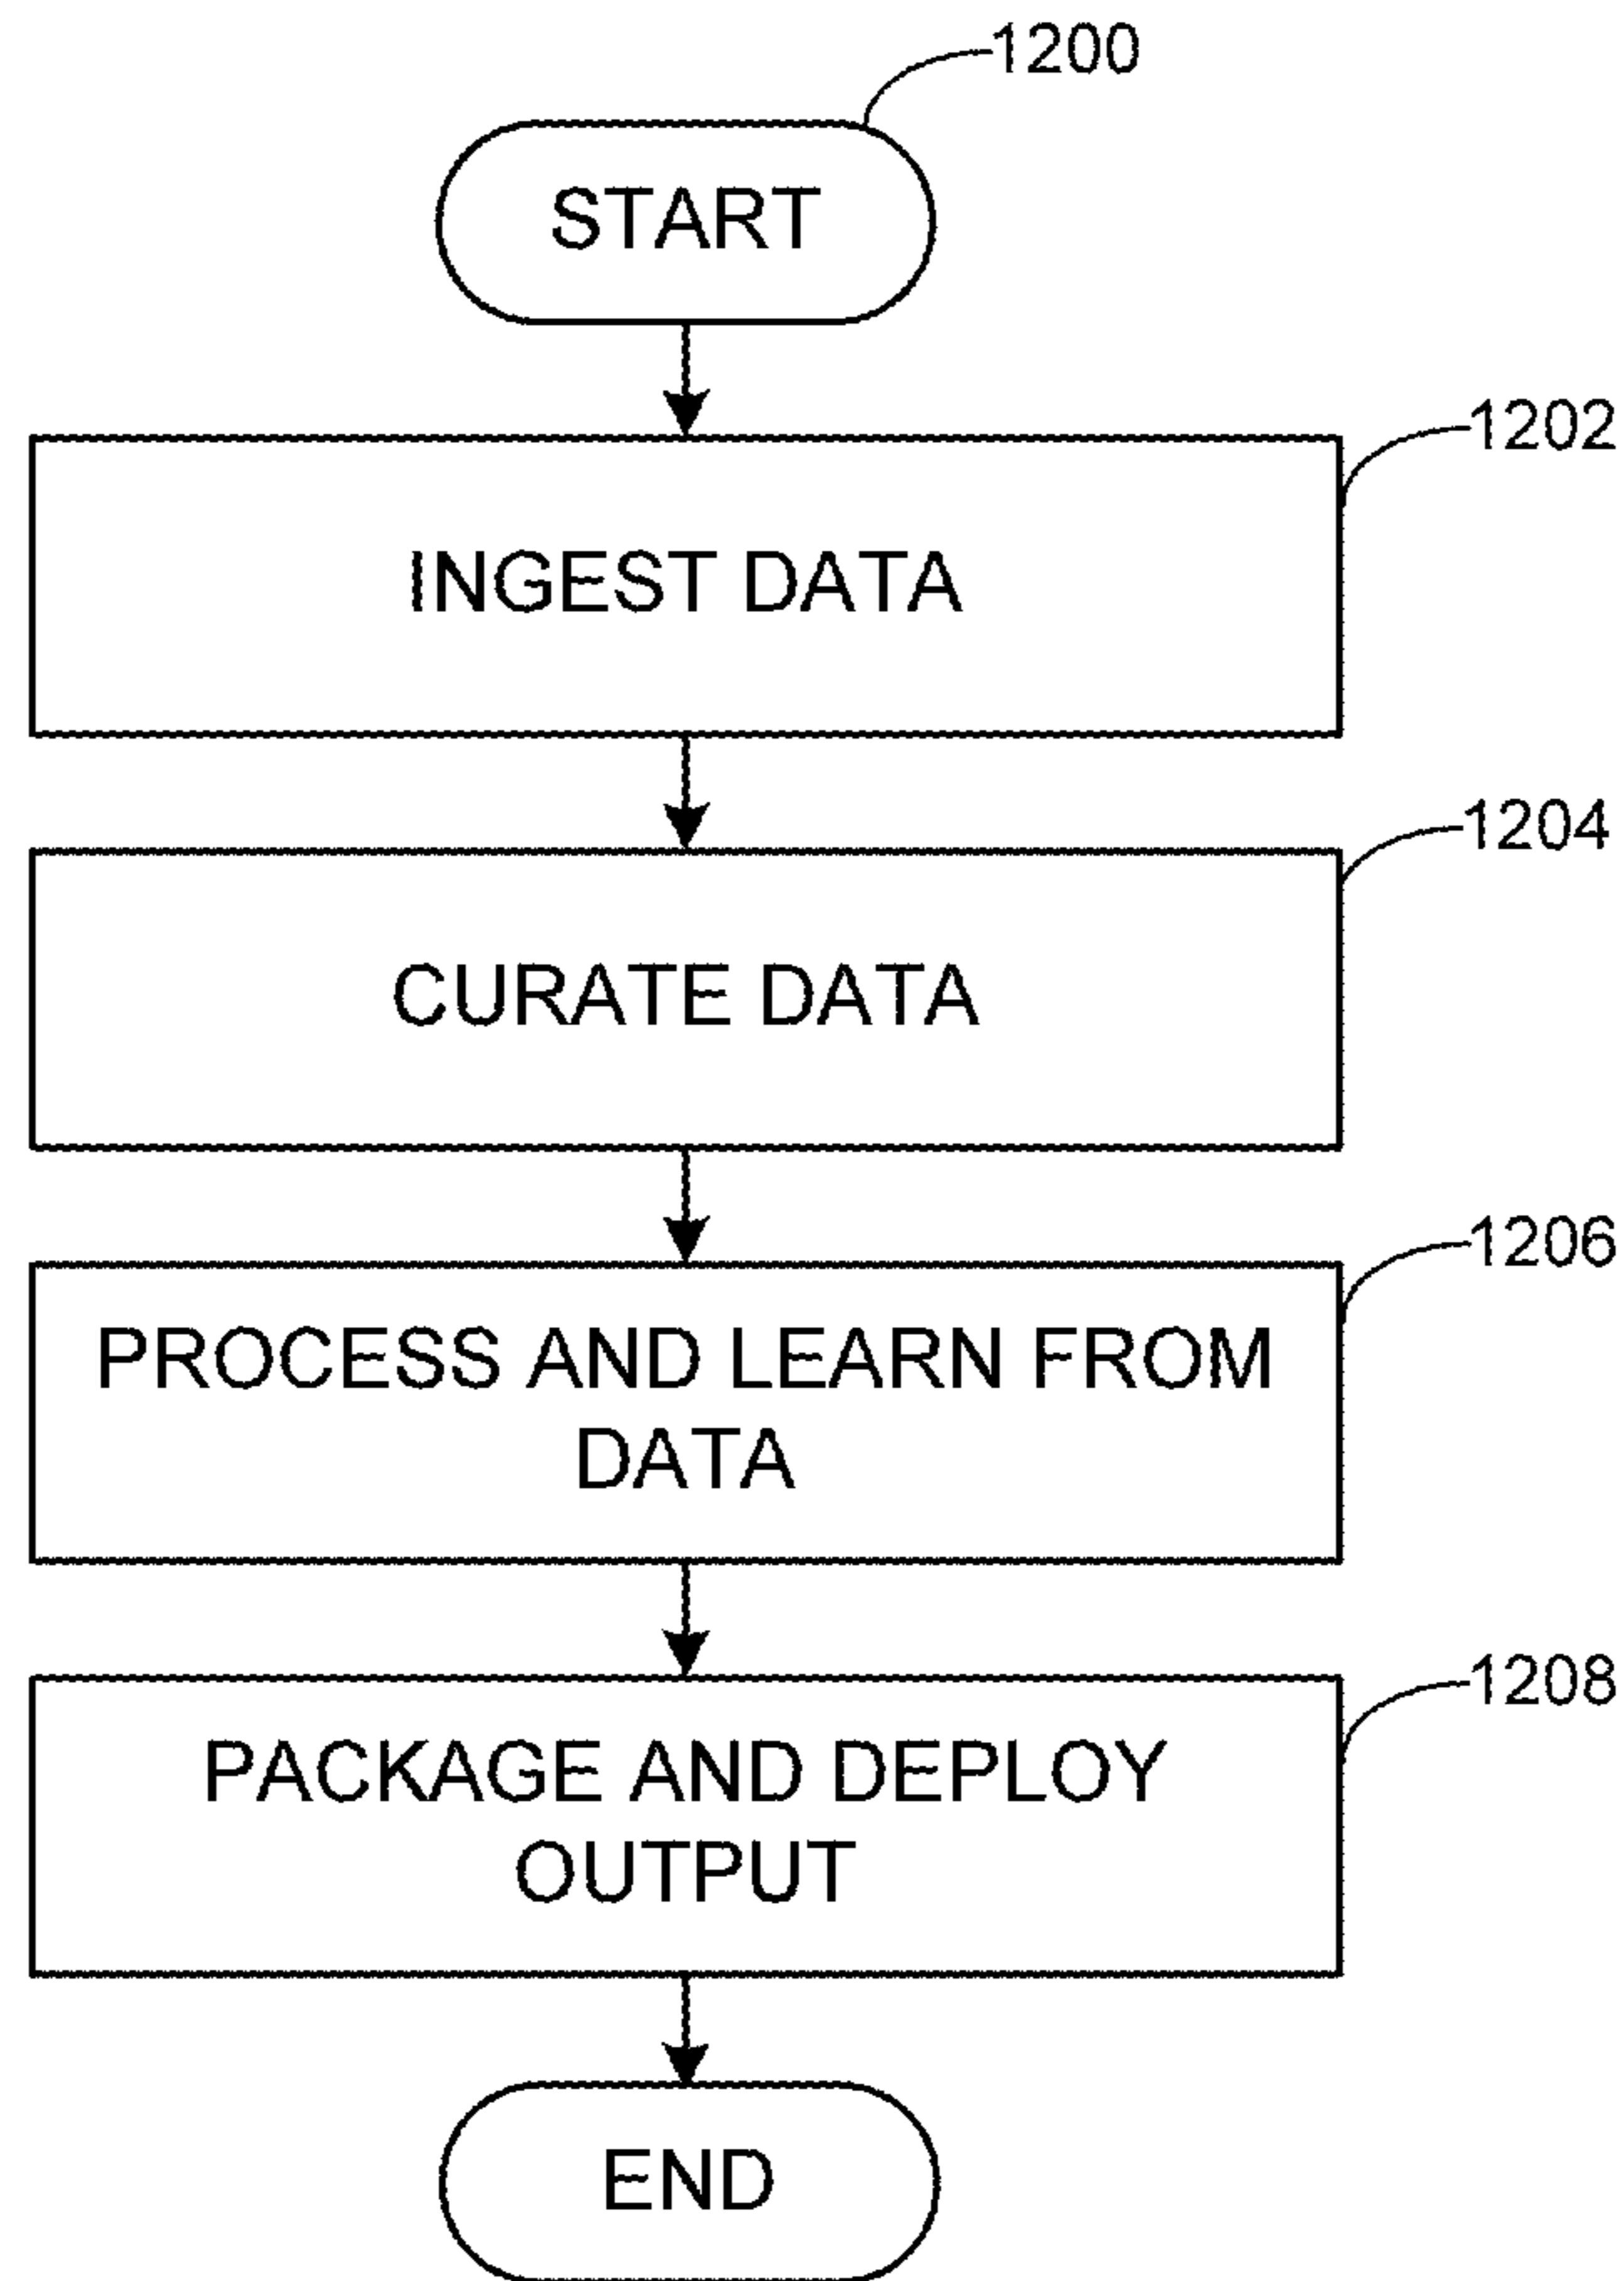 1200
START
1202
INGEST DATA
1204
CURATE DATA
1206
PROCESS AND LEARN FROM
DATA
1208
PACKAGE AND DEPLOY
OUTPUT
END